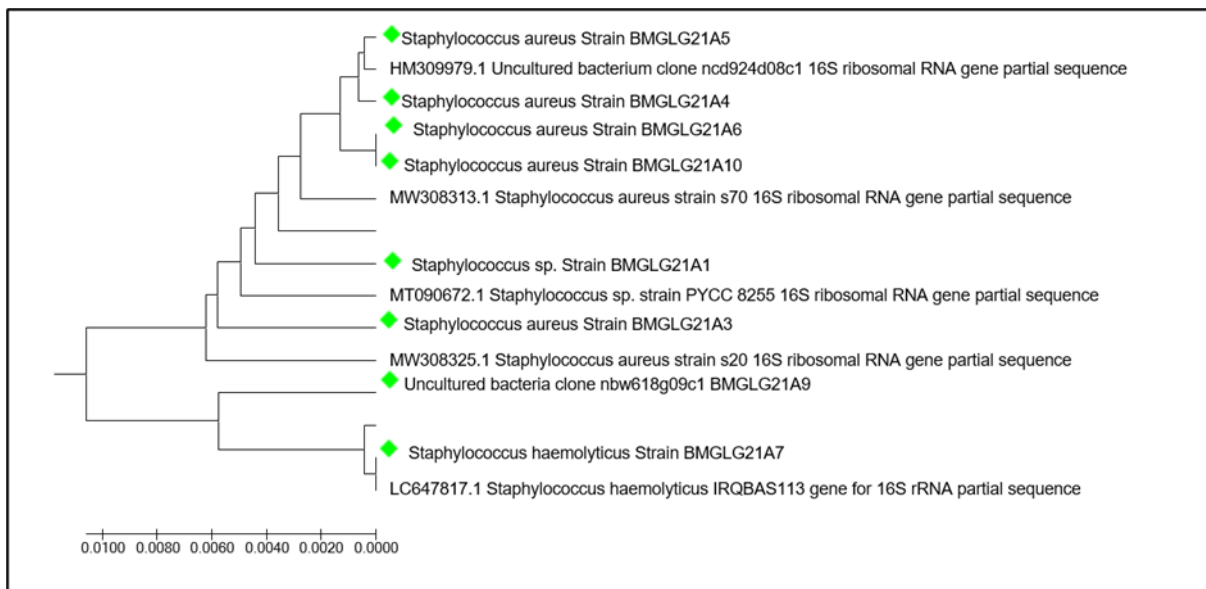 Staphylococcus aureus Strain BMGLG21A5
HM309979.1 Uncultured bacterium clone ncd924d08c1 16S ribosomal RNA gene partial sequence
Staphylococcus aureus Strain BMGLG21A4
Staphylococcus aureus Strain BMGLG21A6
Staphylococcus aureus Strain BMGLG21A10
MW308313.1 Staphylococcus aureus strain s70 16S ribosomal RNA gene partial sequence
Staphylococcus sp. Strain BMGLG21A1
MT090672.1 Staphylococcus sp. strain PYCC 8255 16S ribosomal RNA gene partial sequence
Staphylococcus aureus Strain BMGLG21A3
MW308325.1 Staphylococcus aureus strain s20 16S ribosomal RNA gene partial sequence
Uncultured bacteria clone nbw618g09c1 BMGLG21A9
Staphylococcus haemolyticus Strain BMGLG21A7
LC647817.1 Staphylococcus haemolyticus IRQBAS113 gene for 16S rRNA partial sequence
0.0100 0.0080 0.0060 0.0040 0.0020 0.0000